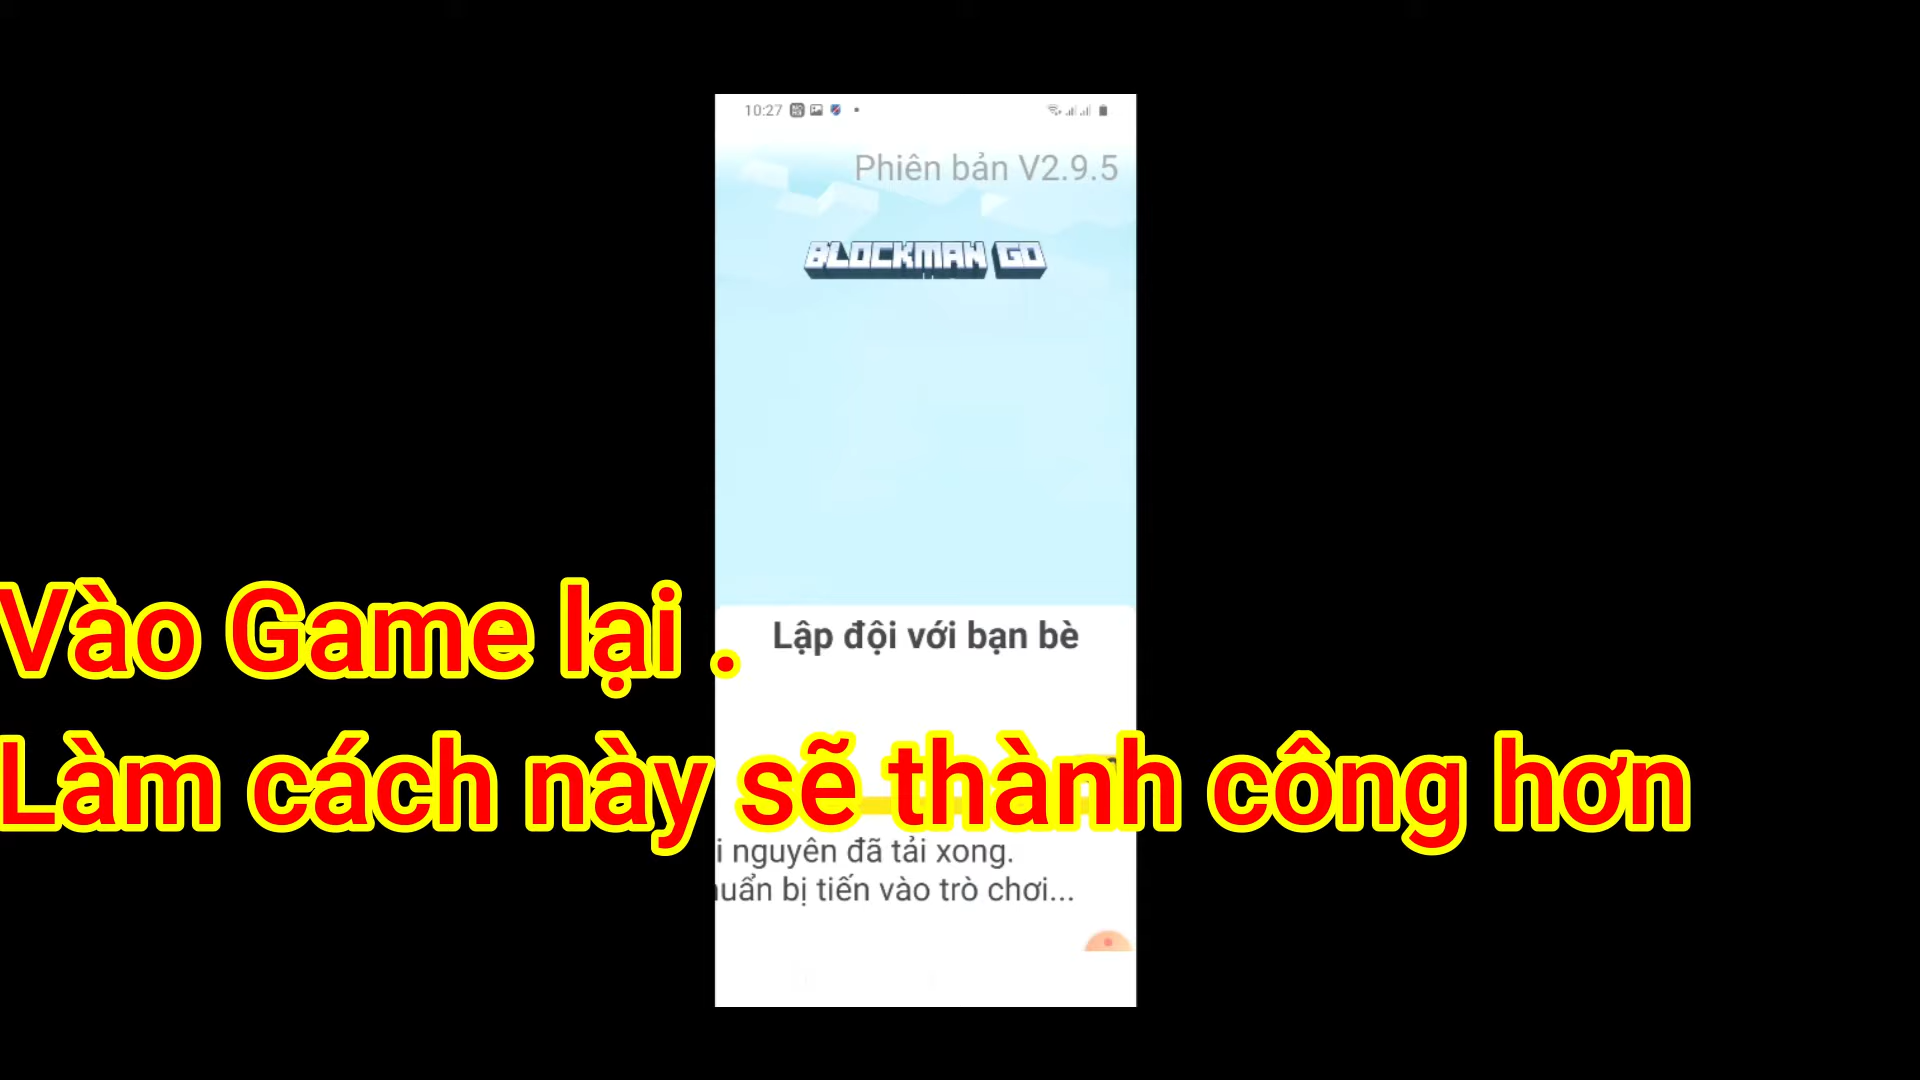 10:27
Phiên bản V2.9.5
BLOCKMAN GO
Vào Game lại .
Lập đội với bạn bè
Làm cách này sẽ thành công hơn
i nguyên đã tải xong.
uẩn bị tiến vào trò chơi...